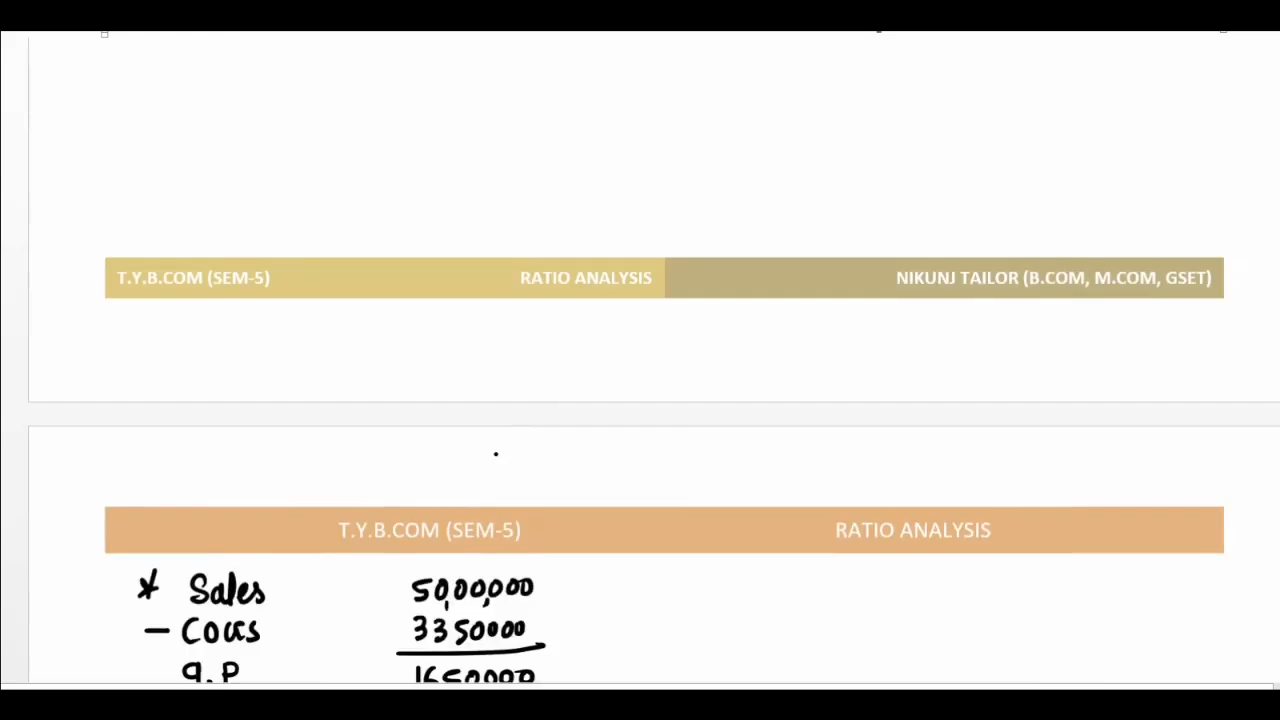 T.Y.B.COM (SEM-5) RATIO ANALYSIS NIKUNJ TAILOR (B.COM, M.COM, GSET)
T.Y.B.COM (SEM-5) RATIO ANALYSIS
* Sales 50,00,000
- COGS 3350000
G.P 1650000